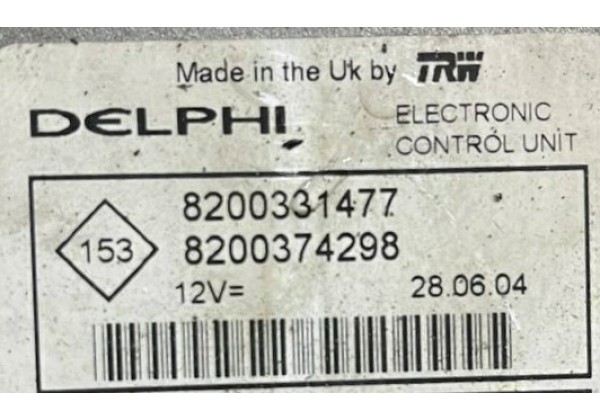 Made in the Uk by TRW
DELPHI
ELECTRONIC
CONTROL UNIT
8200331477
153
8200374298
12V=
28.06.04